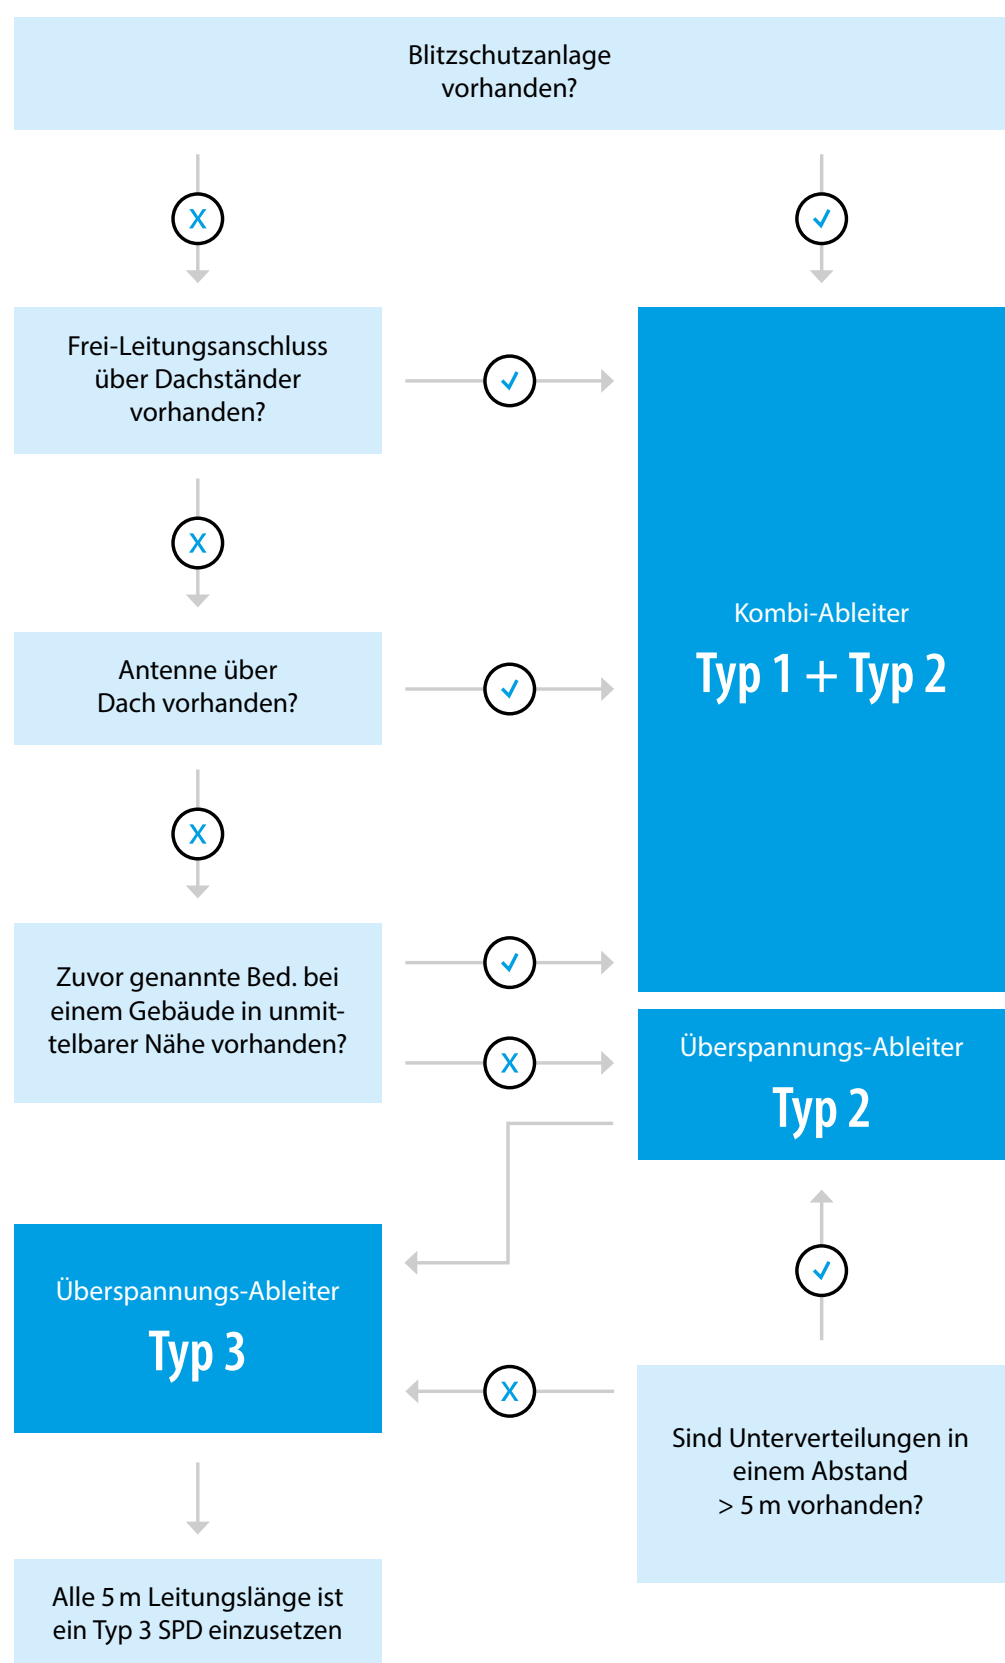 Blitzschutzanlage
vorhanden?
X
Frei-Leitungsanschluss
über Dachständer
vorhanden?
X
Antenne über
Dach vorhanden?
X
Kombi-Ableiter
Typ 1 + Typ 2
Zuvor genannte Bed. bei
einem Gebäude in unmit-
telbarer Nähe vorhanden?
X
Überspannungs-Ableiter
Typ 2
Überspannungs-Ableiter
Typ 3
X
Sind Unterverteilungen in
einem Abstand
> 5 m vorhanden?
Alle 5 m Leitungslänge ist
ein Typ 3 SPD einzusetzen